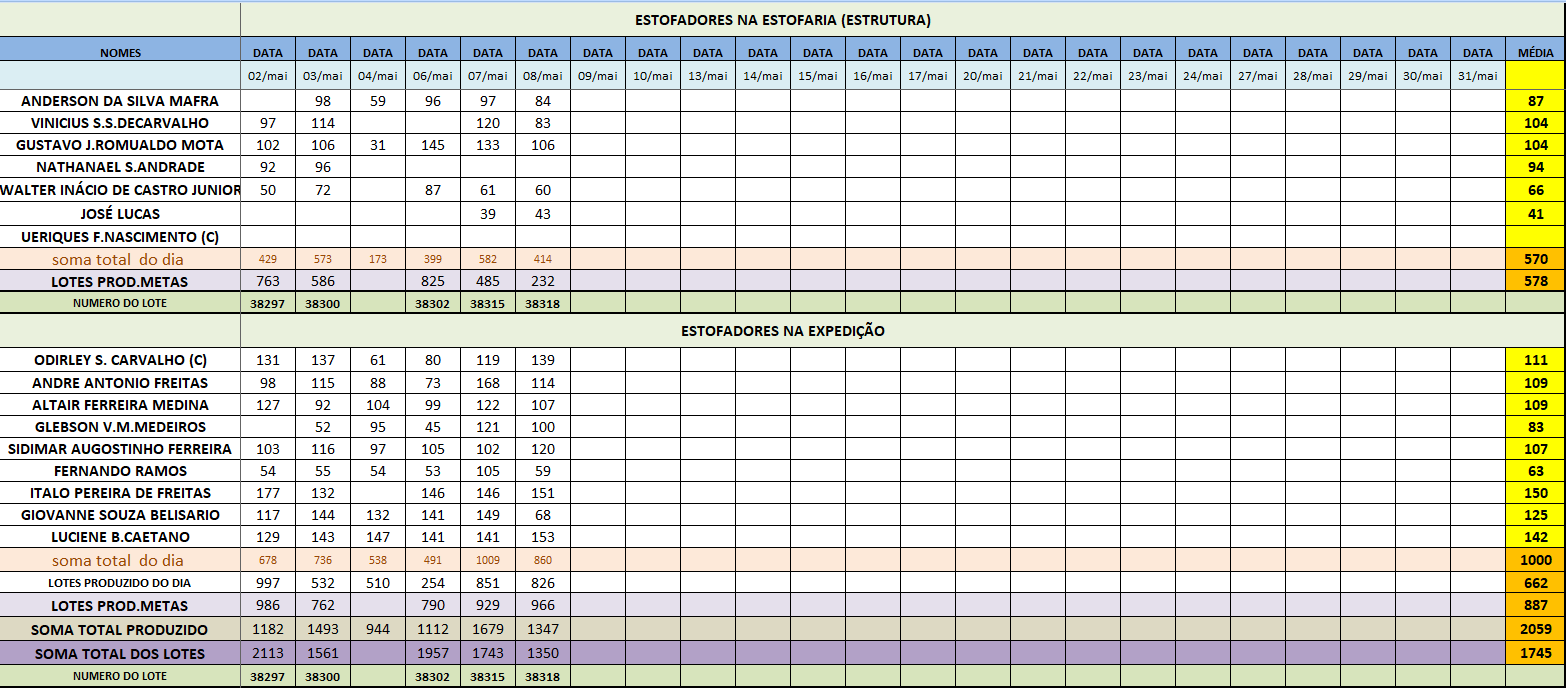 ESTOFADORES NA ESTOFARIA (ESTRUTURA)
NOMES DATA DATA DATA DATA DATA DATA DATA DATA DATA DATA DATA DATA DATA DATA DATA DATA DATA DATA DATA DATA DATA DATA DATA MÉDIA
02/mai 03/mai 04/mai 06/mai 07/mai 08/mai 09/mai 10/mai 13/mai 14/mai 15/mai 16/mai 17/mai 20/mai 21/mai 22/mai 23/mai 24/mai 27/mai 28/mai 29/mai 30/mai 31/mai
ANDERSON DA SILVA MAFRA 98 59 96 97 84 87
VINICIUS S.S.DECARVALHO 97 114 120 83 104
GUSTAVO J.ROMUALDO MOTA 102 106 31 145 133 106 104
NATHANAEL S.ANDRADE 92 96 94
WALTER INÁCIO DE CASTRO JUNIOR 50 72 87 61 60 66
JOSÉ LUCAS 39 43 41
UERIQUES F.NASCIMENTO (C)
soma total do dia 429 573 173 399 582 414 570
LOTES PROD.METAS 763 586 825 485 232 578
NUMERO DO LOTE 38297 38300 38302 38315 38318
ESTOFADORES NA EXPEDIÇÃO
ODIRLEY S. CARVALHO (C) 131 137 61 80 119 139 111
ANDRE ANTONIO FREITAS 98 115 88 73 168 114 109
ALTAIR FERREIRA MEDINA 127 92 104 99 122 107 109
GLEBSON V.M.MEDEIROS 52 95 45 121 100 83
SIDIMAR AUGOSTINHO FERREIRA 103 116 97 105 102 120 107
FERNANDO RAMOS 54 55 54 53 105 59 63
ITALO PEREIRA DE FREITAS 177 132 146 146 151 150
GIOVANNE SOUZA BELISARIO 117 144 132 141 149 68 125
LUCIENE B.CAETANO 129 143 147 141 141 153 142
soma total do dia 678 736 538 491 1009 860 1000
LOTES PRODUZIDO DO DIA 997 532 510 254 851 826 662
LOTES PROD.METAS 986 762 790 929 966 887
SOMA TOTAL PRODUZIDO 1182 1493 944 1112 1679 1347 2059
SOMA TOTAL DOS LOTES 2113 1561 1957 1743 1350 1745
NUMERO DO LOTE 38297 38300 38302 38315 38318